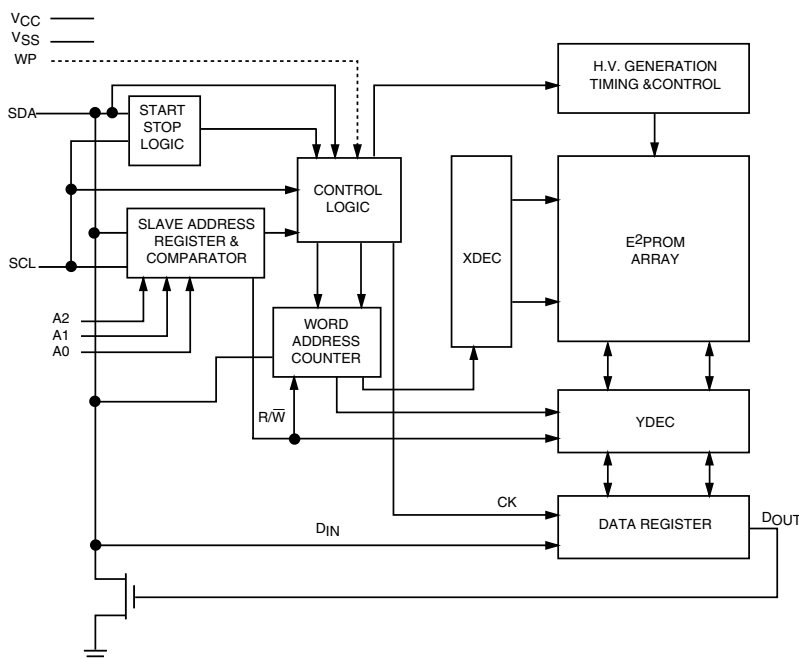 VCC
VSS
WP
SDA
START
STOP
LOGIC
H.V. GENERATION
TIMING &CONTROL
CONTROL
LOGIC
SLAVE ADDRESS
REGISTER &
COMPARATOR
SCL
XDEC
E²PROM
ARRAY
A2
A1
A0
WORD
ADDRESS
COUNTER
R/W̅
YDEC
CK
DIN
DATA REGISTER
DOUT